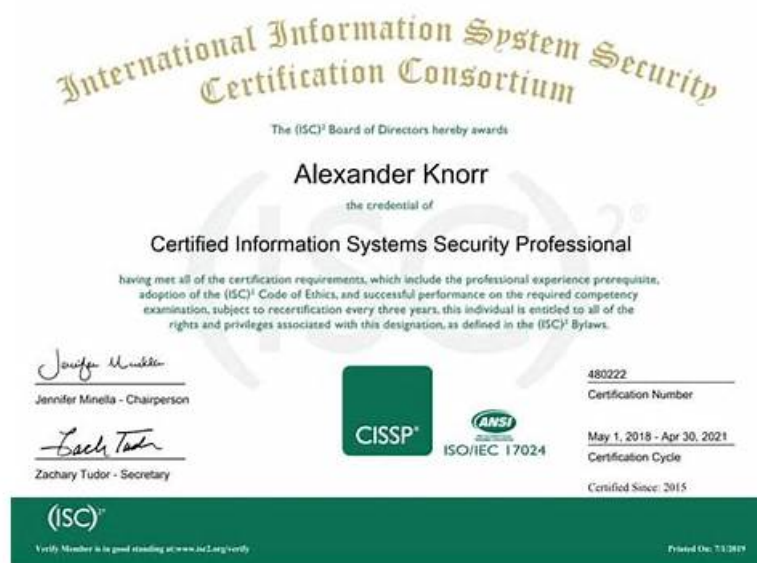 International Information System Security
Certification Consortium
The (ISC)² Board of Directors hereby awards
Alexander Knorr
the credential of
Certified Information Systems Security Professional
having met all of the certification requirements, which include the professional experience prerequisite,
adoption of the (ISC)² Code of Ethics, and successful performance on the required competency
examination, subject to recertification every three years, this individual is entitled to all of the
rights and privileges associated with this designation, as defined in the (ISC)² Bylaws.
Jennifer Minella - Chairperson
Zachary Tudor - Secretary
CISSP®
ANSI
ISO/IEC 17024
480222
Certification Number
May 1, 2018 - Apr 30, 2021
Certification Cycle
Certified Since: 2015
(ISC)²®
Verify Member is in good standing at:www.isc2.org/verify
Printed On: 7/1/2019